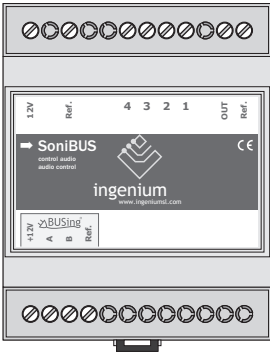 12V Ref. 4 3 2 1 OUT Ref.
SoniBUS
control audio
audio control
CE
ingenium
www.ingeniumsl.com
BUSing
+12V A B Ref.